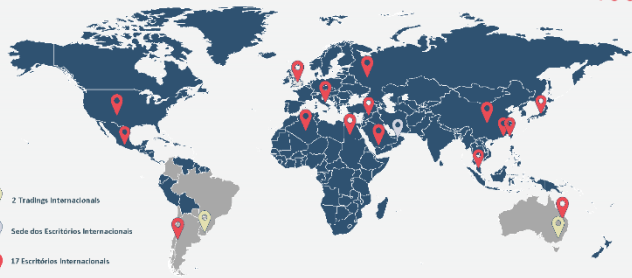 2 Tradings Internacionais
Sede dos Escritórios Internacionais
17 Escritórios Internacionais